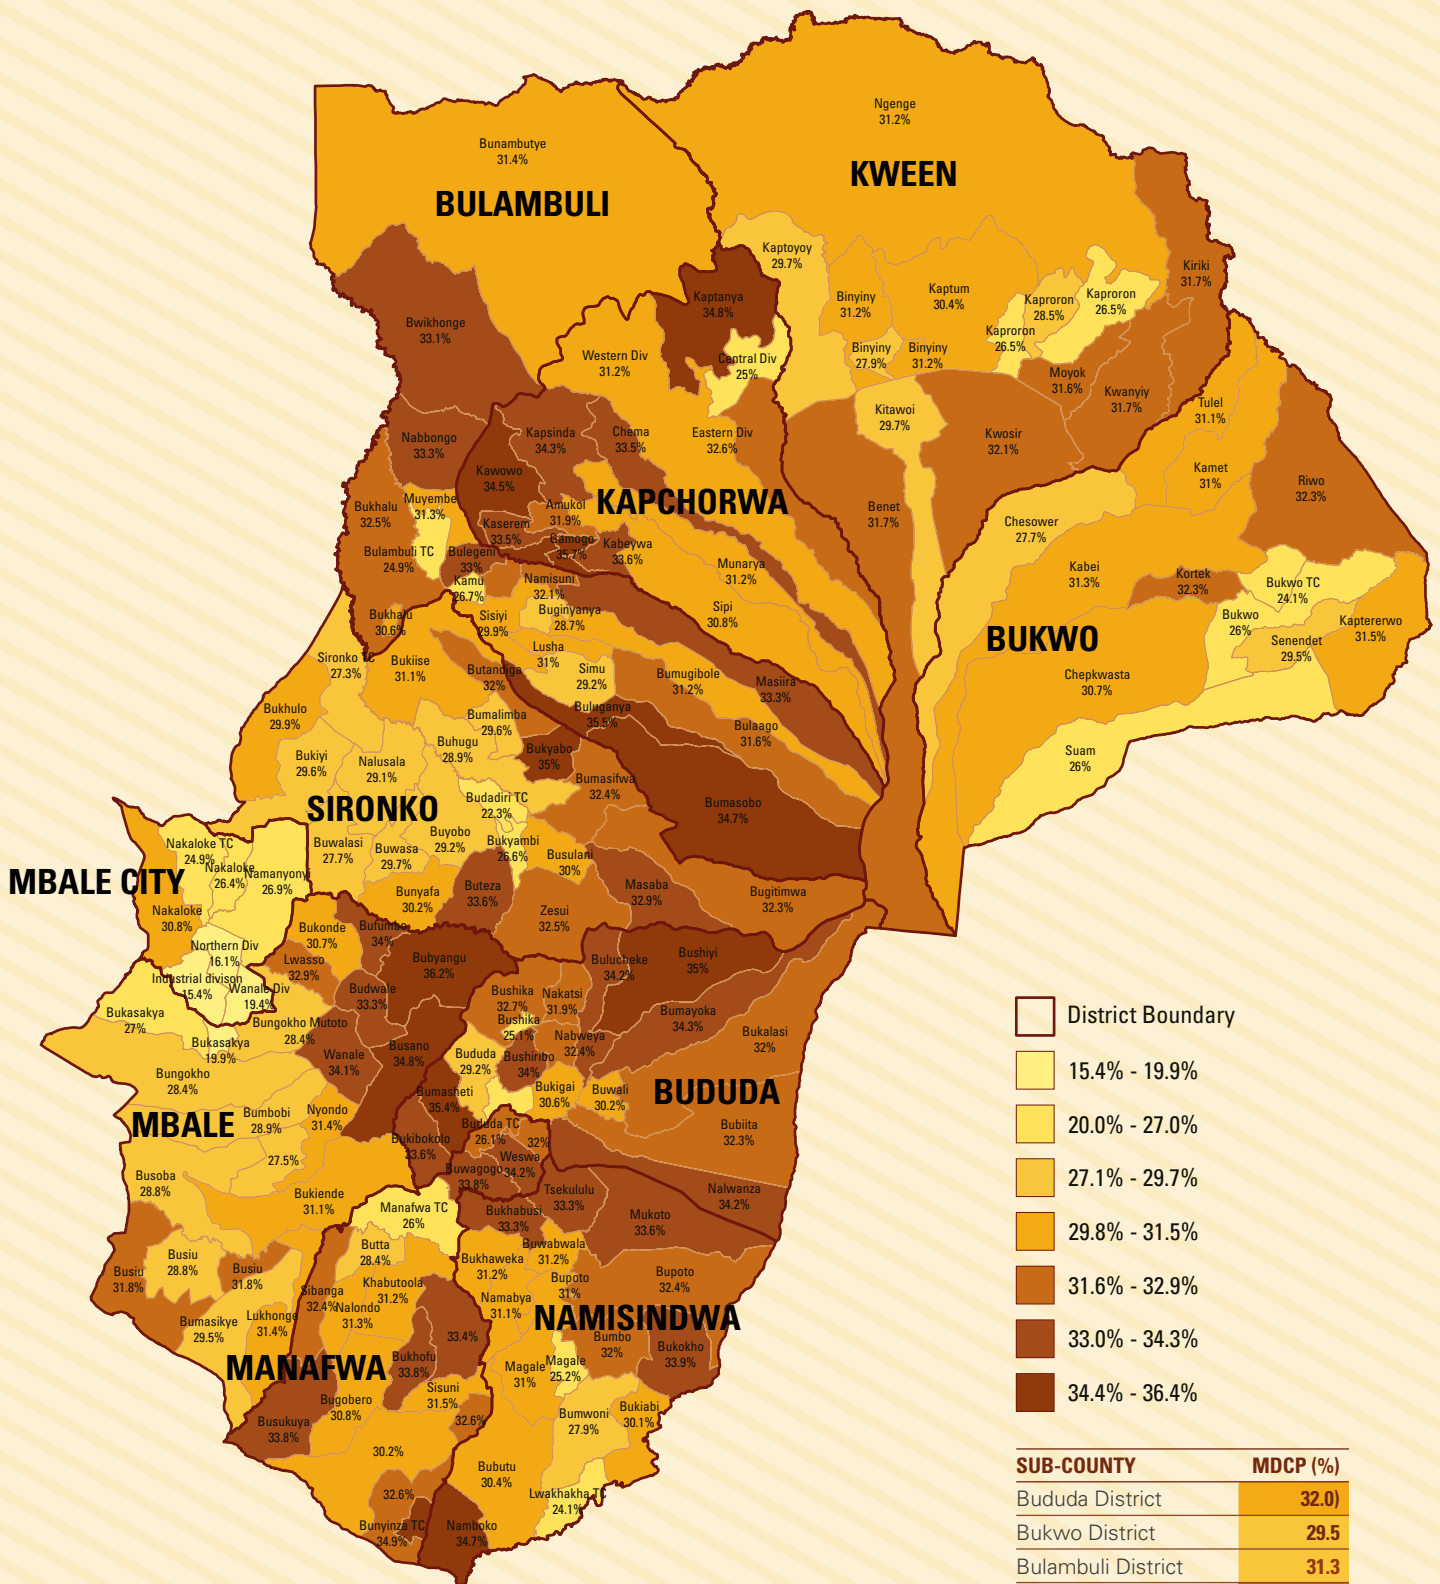 Ngenge
31.2%
KWEEN
Bunambutye
31.4%
BULAMBULI
Kaptoyoy
29.7%
Kiriki
31.7%
Kaptanya
34.8%
Binyiny
31.2%
Kaptum
30.4%
Kaproron
28.5%
Kaproron
26.5%
Kaproron
26.5%
Bwikhonge
33.1%
Western Div
31.2%
Central Div
25%
Binyiny
27.9%
Binyiny
31.2%
Moyok
31.6%
Kwanyiy
31.7%
Tulel
31.1%
Kitawoi
29.7%
Kwosir
32.1%
Nabbongo
33.3%
Kapsinda
34.3%
Chema
33.5%
Eastern Div
32.6%
Kawowo
34.5%
Kamet
31%
Riwo
32.3%
KAPCHORWA
Muyembe
31.3%
Bukhalu
32.5%
Amukol
31.9%
Kaserem
33.5%
Gamogo
35.7%
Kabeywa
33.6%
Benet
31.7%
Chesower
27.7%
Bulambuli TC
24.9%
Bulegeni
33%
Kamu
26.7%
Namisuni
32.1%
Munarya
31.2%
Kabei
31.3%
Kortek
32.3%
Bukwo TC
24.1%
Bukhalu
30.6%
Sisiyi
29.9%
Buginyanya
28.7%
Sipi
30.8%
BUKWO
Bukwo
26%
Senendet
29.5%
Kaptererwo
31.5%
Sironko TC
27.3%
Bukiise
31.1%
Butandiga
32%
Lusha
31%
Simu
29.2%
Bumugibole
31.2%
Masiira
33.3%
Chepkwasta
30.7%
Bukhulo
29.9%
Bumalimba
29.6%
Buluganya
35.5%
Bulaago
31.6%
Bukiyi
29.6%
Nalusala
29.1%
Buhugu
28.9%
Bukyabo
35%
Suam
26%
Bumasifwa
32.4%
SIRONKO
Budadiri TC
22.3%
Bumasobo
34.7%
Nakaloke TC
24.9%
Buwalasi
27.7%
Buwasa
29.7%
Buyobo
29.2%
Bukyambi
26.6%
Busulani
30%
MBALE CITY
Nakaloke
26.4%
Namanyonyi
26.9%
Bunyafa
30.2%
Buteza
33.6%
Masaba
32.9%
Bugitimwa
32.3%
Nakaloke
30.8%
Zesui
32.5%
Bukonde
30.7%
Bufumbo
34%
Northern Div
16.1%
Lwasso
32.9%
Bubyangu
36.2%
Bulucheke
34.2%
Bushiyi
35%
Industrial divison
15.4%
Wanale Div
19.4%
Budwale
33.3%
Bushika
32.7%
Nakatsi
31.9%
Bukasakya
27%
Bushika
25.1%
Bumayoka
34.3%
Bukalasi
32%
Bungokho Mutoto
28.4%
Bukasakya
19.9%
Wanale
34.1%
Busano
34.8%
Bududa
29.2%
Bushiribo
34%
Nabweya
32.4%
Bungokho
28.4%
Bumasheti
35.4%
Bukigai
30.6%
Buwali
30.2%
BUDUDA
MBALE
Bumbobi
28.9%
Nyondo
31.4%
Bududa TC
26.1%
32%
Bubiita
32.3%
Bukibokolo
33.6%
27.5%
Weswa
34.2%
Busoba
28.8%
Buwagogo
33.8%
Bukiende
31.1%
Manafwa TC
26%
Tsekululu
33.3%
Nalwanza
34.2%
Bukhabusi
33.3%
Mukoto
33.6%
Busiu
28.8%
Butta
28.4%
Buwabwala
31.2%
Bukhaweka
31.2%
Busiu
31.8%
Busiu
31.8%
Bupoto
31%
Bupoto
32.4%
Sibanga
32.4%
Khabutoola
31.2%
Namabya
31.1%
Nalondo
31.3%
NAMISINDWA
Bumasikye
29.5%
Lukhonge
31.4%
33.4%
Bumbo
32%
Bukokho
33.9%
MANAFWA
Bukhofu
33.8%
Magale
31%
Magale
25.2%
Sisuni
31.5%
Bugobero
30.8%
Busukuya
33.8%
32.6%
Bumwoni
27.9%
Bukiabi
30.1%
30.2%
Bubutu
30.4%
32.6%
Lwakhakha TC
24.1%
Bunyinza TC
34.9%
Namboko
34.7%
District Boundary
15.4% - 19.9%
20.0% - 27.0%
27.1% - 29.7%
29.8% - 31.5%
31.6% - 32.9%
33.0% - 34.3%
34.4% - 36.4%
SUB-COUNTY MDCP (%)
Bududa District 32.0)
Bukwo District 29.5
Bulambuli District 31.3